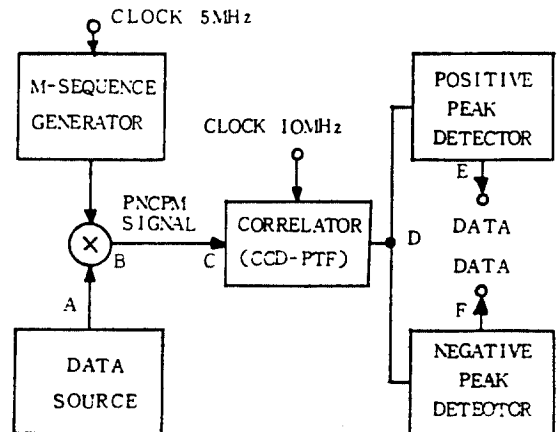 CLOCK 5MHz
M-SEQUENCE
GENERATOR
POSITIVE
PEAK
DETECTOR
CLOCK 10MHz
E
PNCPM
SIGNAL
CORRELATOR
(CCD-PTF)
B
C
D
DATA
DATA
A
F
DATA
SOURCE
NEGATIVE
PEAK
DETECTOR